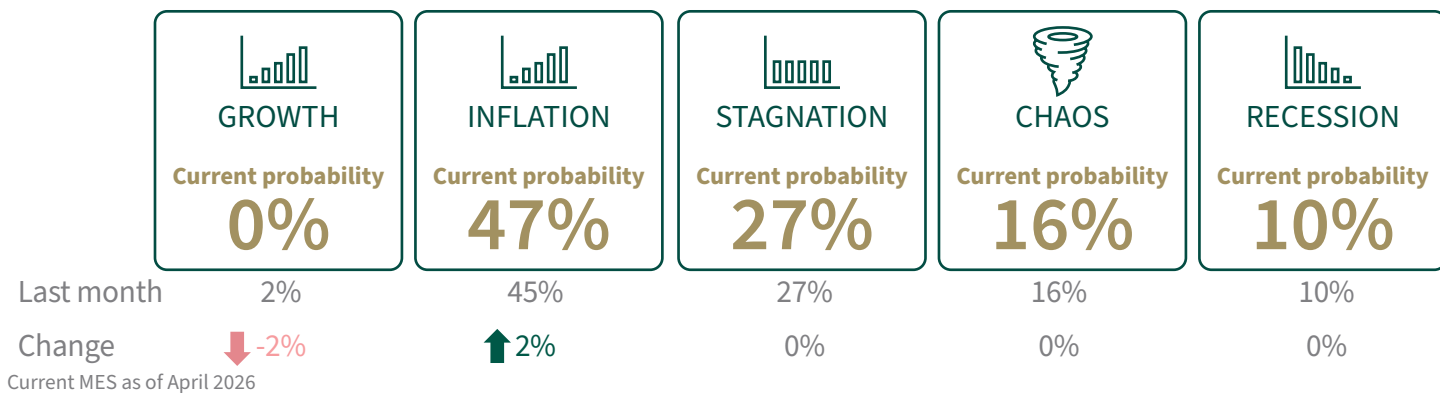 GROWTH INFLATION STAGNATION CHAOS RECESSION
Current probability Current probability Current probability Current probability Current probability
0% 47% 27% 16% 10%
Last month 2% 45% 27% 16% 10%
Change -2% 2% 0% 0% 0%
Current MES as of April 2026